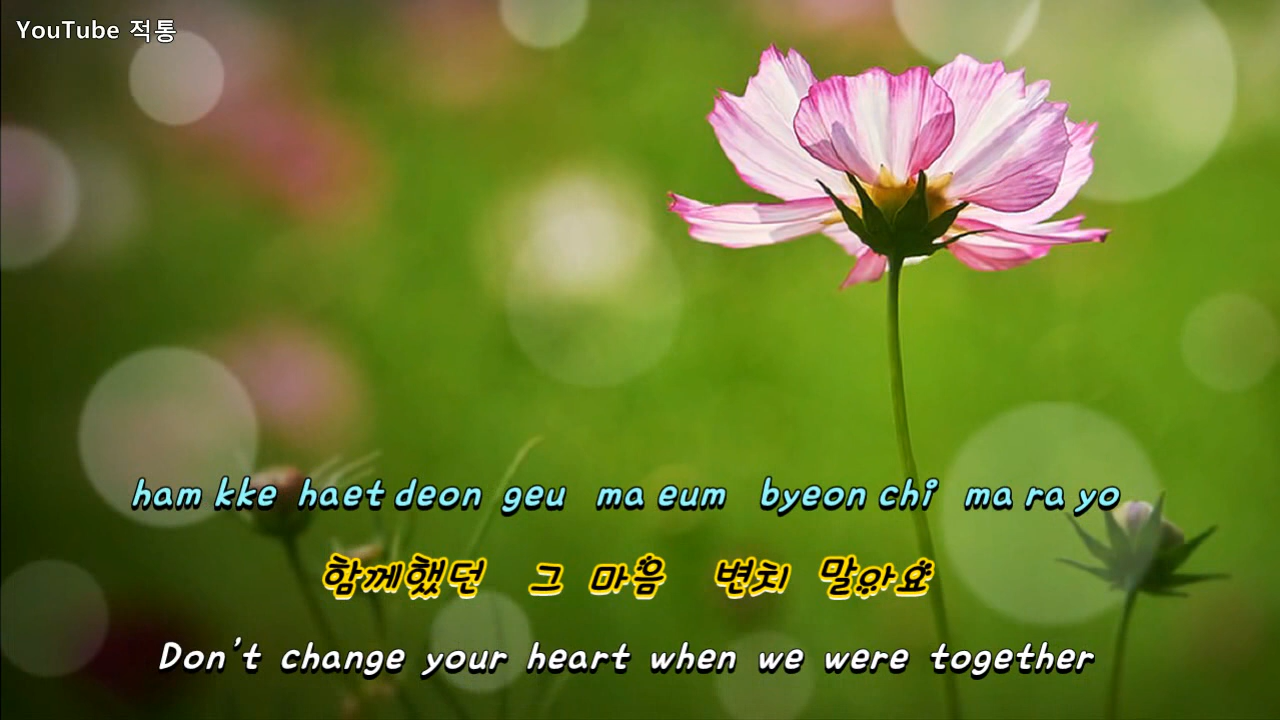 YouTube 적통
ham kke haet deon geu ma eum byeon chi ma ra yo
함께했던 그 마음 변치 말아요
Don't change your heart when we were together